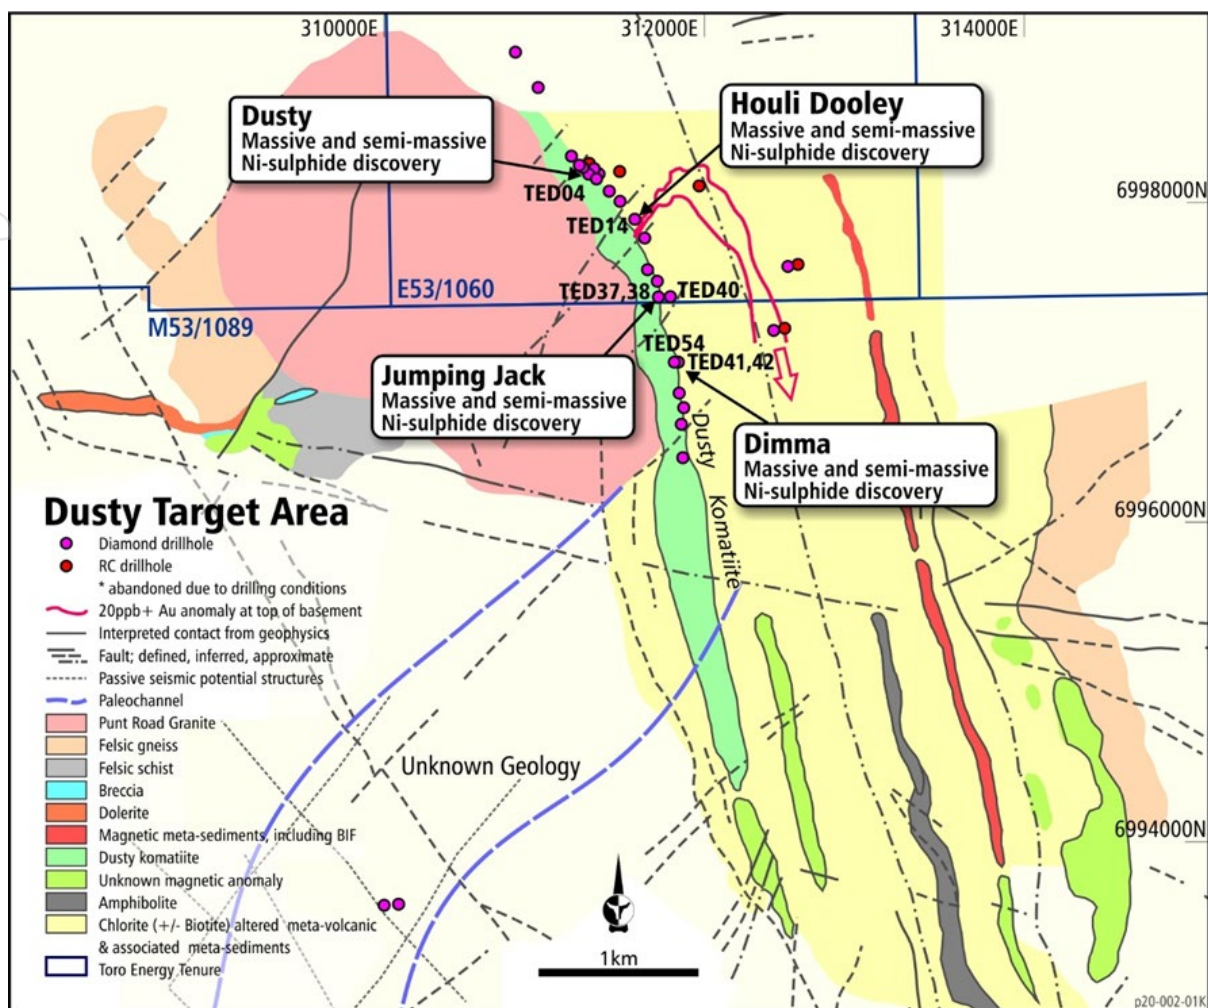 310000E
312000E
314000E
Dusty
Massive and semi-massive
Ni-sulphide discovery
Houli Dooley
Massive and semi-massive
Ni-sulphide discovery
TED04
6998000N
TED14
E53/1060
TED37,38
TED40
M53/1089
TED54
TED41,42
Jumping Jack
Massive and semi-massive
Ni-sulphide discovery
Dusty Komatiite
Dimma
Massive and semi-massive
Ni-sulphide discovery
6996000N
Dusty Target Area
Diamond drillhole
RC drillhole
* abandoned due to drilling conditions
20ppb+ Au anomaly at top of basement
Interpreted contact from geophysics
Fault; defined, inferred, approximate
Passive seismic potential structures
Paleochannel
Punt Road Granite
Felsic gneiss
Felsic schist
Breccia
Dolerite
Magnetic meta-sediments, including BIF
Dusty komatiite
Unknown magnetic anomaly
Amphibolite
Chlorite (+/- Biotite) altered meta-volcanic
& associated meta-sediments
Toro Energy Tenure
Unknown Geology
6994000N
1km
p20-002-01K